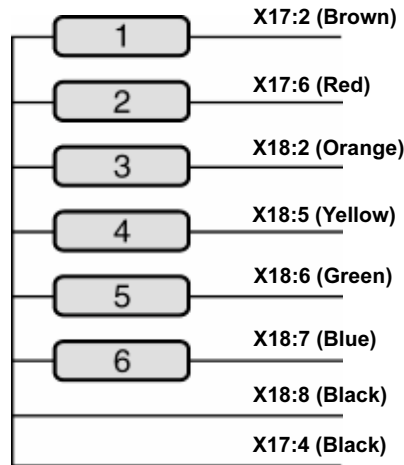 X17:2 (Brown)
1
X17:6 (Red)
2
X18:2 (Orange)
3
X18:5 (Yellow)
4
X18:6 (Green)
5
X18:7 (Blue)
6
X18:8 (Black)
X17:4 (Black)